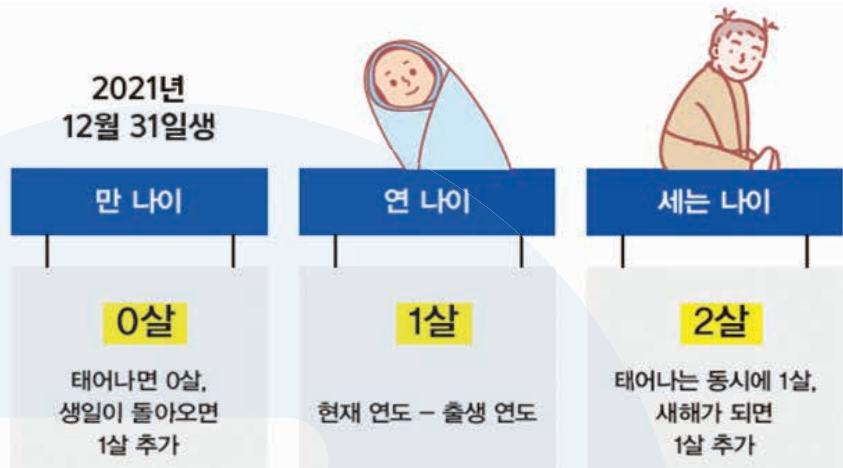 2021년
12월 31일생
만 나이
연 나이
세는 나이
0살
1살
2살
태어나면 0살,
생일이 돌아오면
1살 추가
현재 연도 – 출생 연도
태어나는 동시에 1살,
새해가 되면
1살 추가